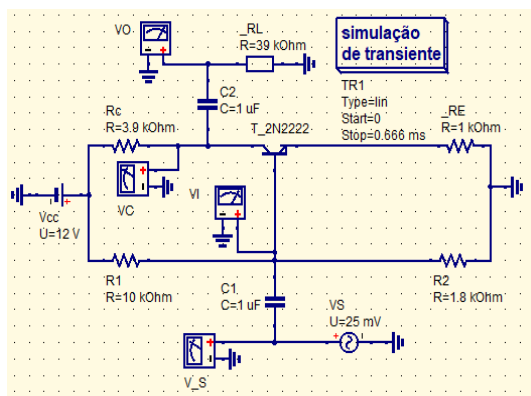 VO
_RL
R=39 kOhm
simulação
de transiente
C2
C=1 uF
TR1
Type=lin
Start=0
Stop=0.666 ms
Rc
R=3.9 kOhm
T_2N2222
_RE
R=1 kOhm
VC
VI
Vcc
U=12 V
R1
R=10 kOhm
C1
C=1 uF
R2
R=1.8 kOhm
VS
U=25 mV
V_S